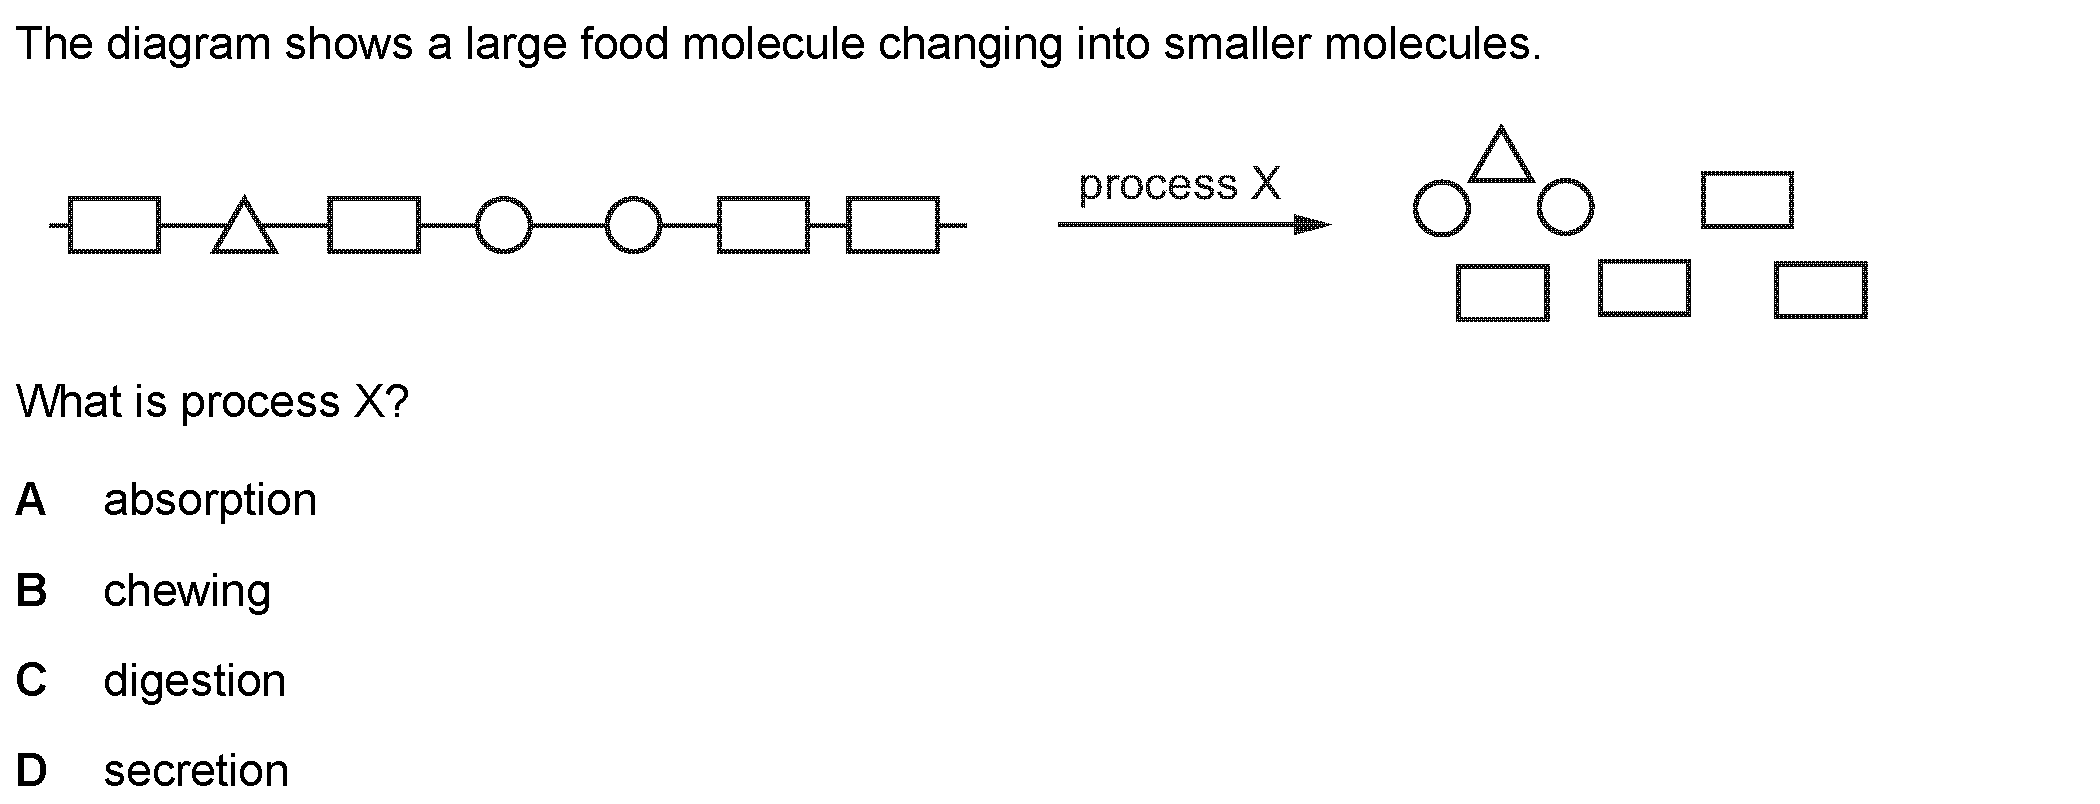 The diagram shows a large food molecule changing into smaller molecules.
process X
What is process X?
A absorption
B chewing
C digestion
D secretion